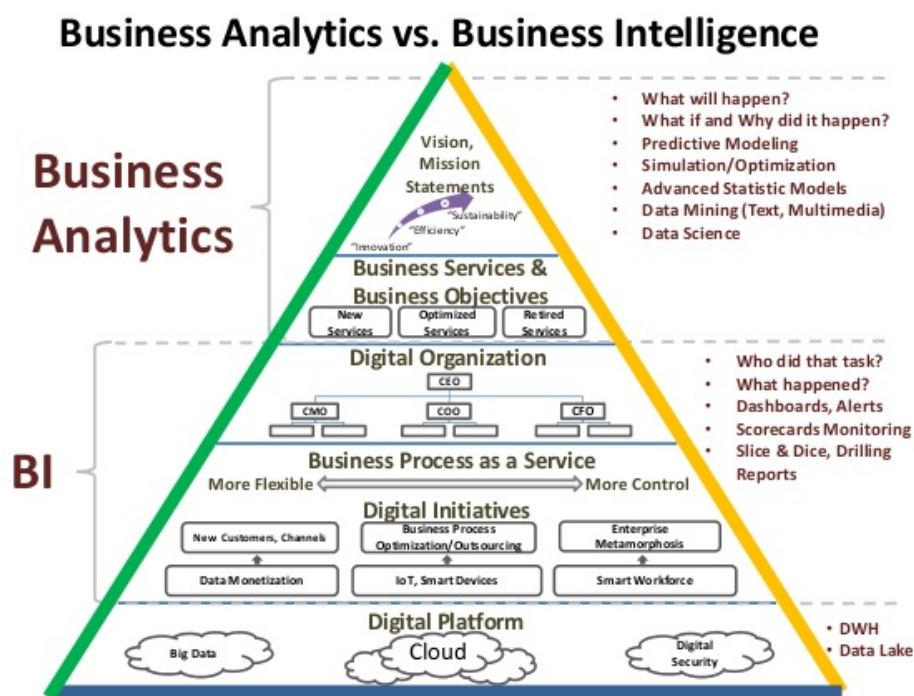 Business Analytics vs. Business Intelligence
Business
Analytics
Vision,
Mission
Statements
"Sustainability"
"Efficiency"
"Innovation"
• What will happen?
• What if and Why did it happen?
• Predictive Modeling
• Simulation/Optimization
• Advanced Statistic Models
• Data Mining (Text, Multimedia)
• Data Science
Business Services &
Business Objectives
New
Services
Optimized
Services
Retired
Services
BI
Digital Organization
CEO
CMO
COO
CFO
• Who did that task?
• What happened?
• Dashboards, Alerts
• Scorecards Monitoring
• Slice & Dice, Drilling
Reports
Business Process as a Service
More Flexible
More Control
Digital Initiatives
New Customers, Channels
Business Process
Optimization/Outsourcing
Enterprise
Metamorphosis
Data Monetization
IoT, Smart Devices
Smart Workforce
Digital Platform
Big Data
Cloud
Digital
Security
• DWH
• Data Lake